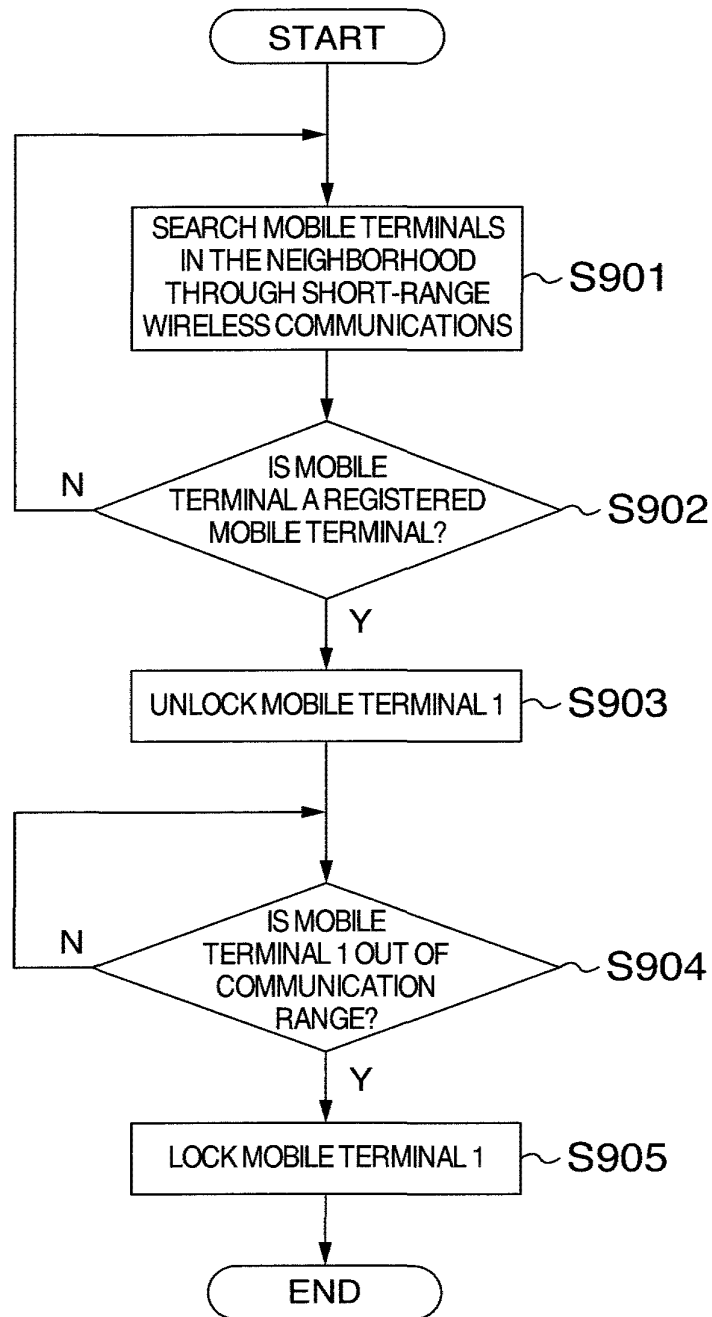 START
SEARCH MOBILE TERMINALS
IN THE NEIGHBORHOOD
THROUGH SHORT-RANGE
WIRELESS COMMUNICATIONS
S901
IS MOBILE
TERMINAL A REGISTERED
MOBILE TERMINAL?
N
S902
Y
UNLOCK MOBILE TERMINAL 1
S903
IS MOBILE
TERMINAL 1 OUT OF
COMMUNICATION
RANGE?
N
S904
Y
LOCK MOBILE TERMINAL 1
S905
END